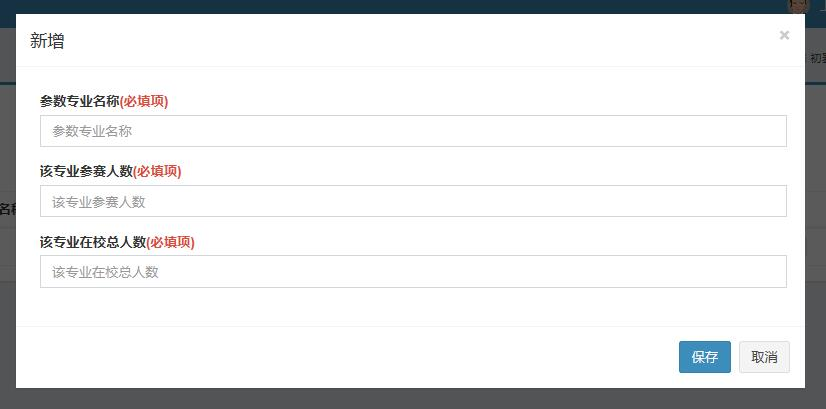 新增
×
参数专业名称(必填项)
参数专业名称
该专业参赛人数(必填项)
该专业参赛人数
该专业在校总人数(必填项)
该专业在校总人数
保存 取消